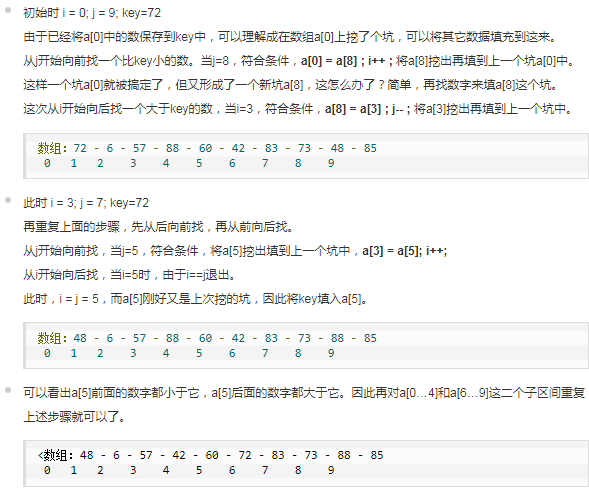 初始时 i = 0; j = 9; key=72
由于已经将a[0]中的数保存到key中，可以理解成在数组a[0]上挖了个坑，可以将其它数据填充到这来。
从j开始向前找一个比key小的数。当j=8，符合条件，a[0] = a[8] ; i++ ; 将a[8]挖出再填到上一个坑a[0]中。
这样一个坑a[0]就被搞定了，但又形成了一个新坑a[8]，这怎么办了？简单，再找数字来填a[8]这个坑。
这次从i开始向后找一个大于key的数，当i=3，符合条件，a[8] = a[3] ; j-- ; 将a[3]挖出再填到上一个坑中。
数组：72 - 6 - 57 - 88 - 60 - 42 - 83 - 73 - 48 - 85
0 1 2 3 4 5 6 7 8 9
此时 i = 3; j = 7; key=72
再重复上面的步骤，先从后向前找，再从前向后找。
从j开始向前找，当j=5，符合条件，将a[5]挖出填到上一个坑中，a[3] = a[5]; i++;
从i开始向后找，当i=5时，由于i==j退出。
此时，i = j = 5，而a[5]刚好又是上次挖的坑，因此将key填入a[5]。
数组：48 - 6 - 57 - 88 - 60 - 42 - 83 - 73 - 88 - 85
0 1 2 3 4 5 6 7 8 9
可以看出a[5]前面的数字都小于它，a[5]后面的数字都大于它。因此再对a[0…4]和a[6…9]这二个子区间重复
上述步骤就可以了。
<数组：48 - 6 - 57 - 42 - 60 - 72 - 83 - 73 - 88 - 85
0 1 2 3 4 5 6 7 8 9